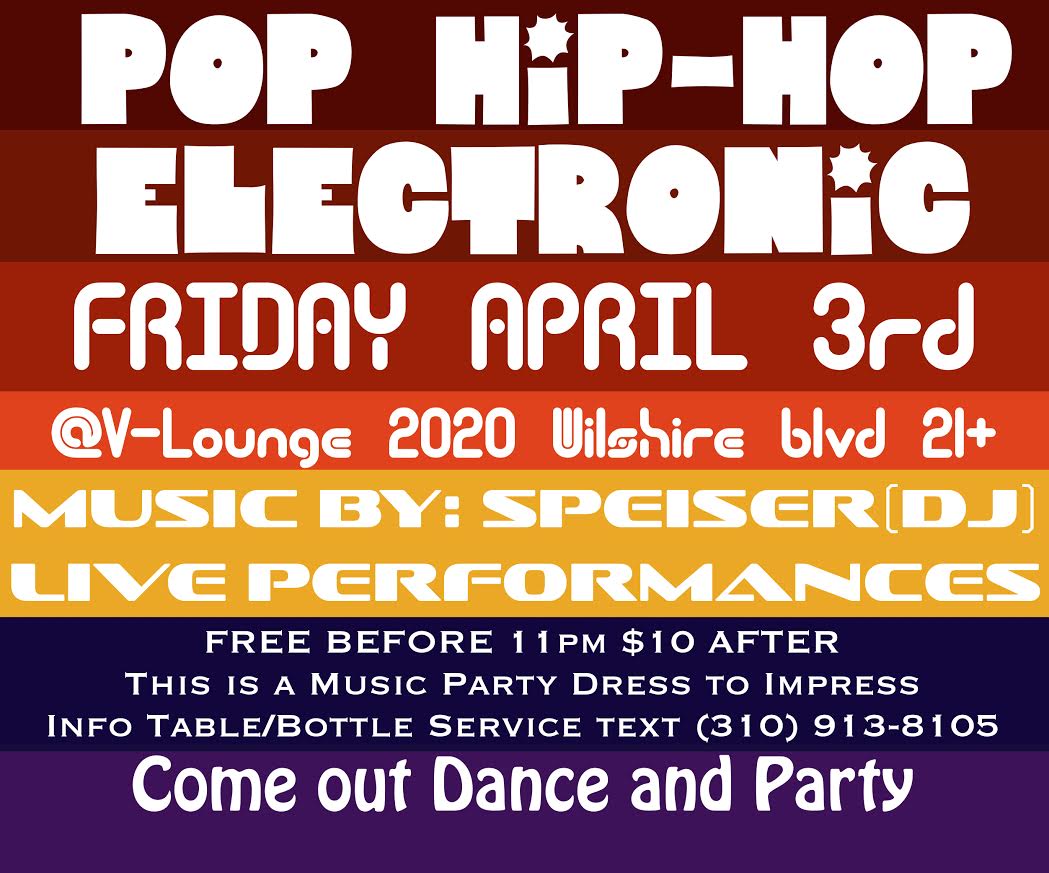 POP HiP-HOP
ELECTRONiC
FRIDAY APRIL 3rd
@V-Lounge 2020 Wilshire blvd 21+
MUSIC BY: SPEISER(DJ)
LIVE PERFORMANCES
FREE BEFORE 11PM $10 AFTER
THIS IS A MUSIC PARTY DRESS TO IMPRESS
INFO TABLE/BOTTLE SERVICE TEXT (310) 913-8105
Come out Dance and Party